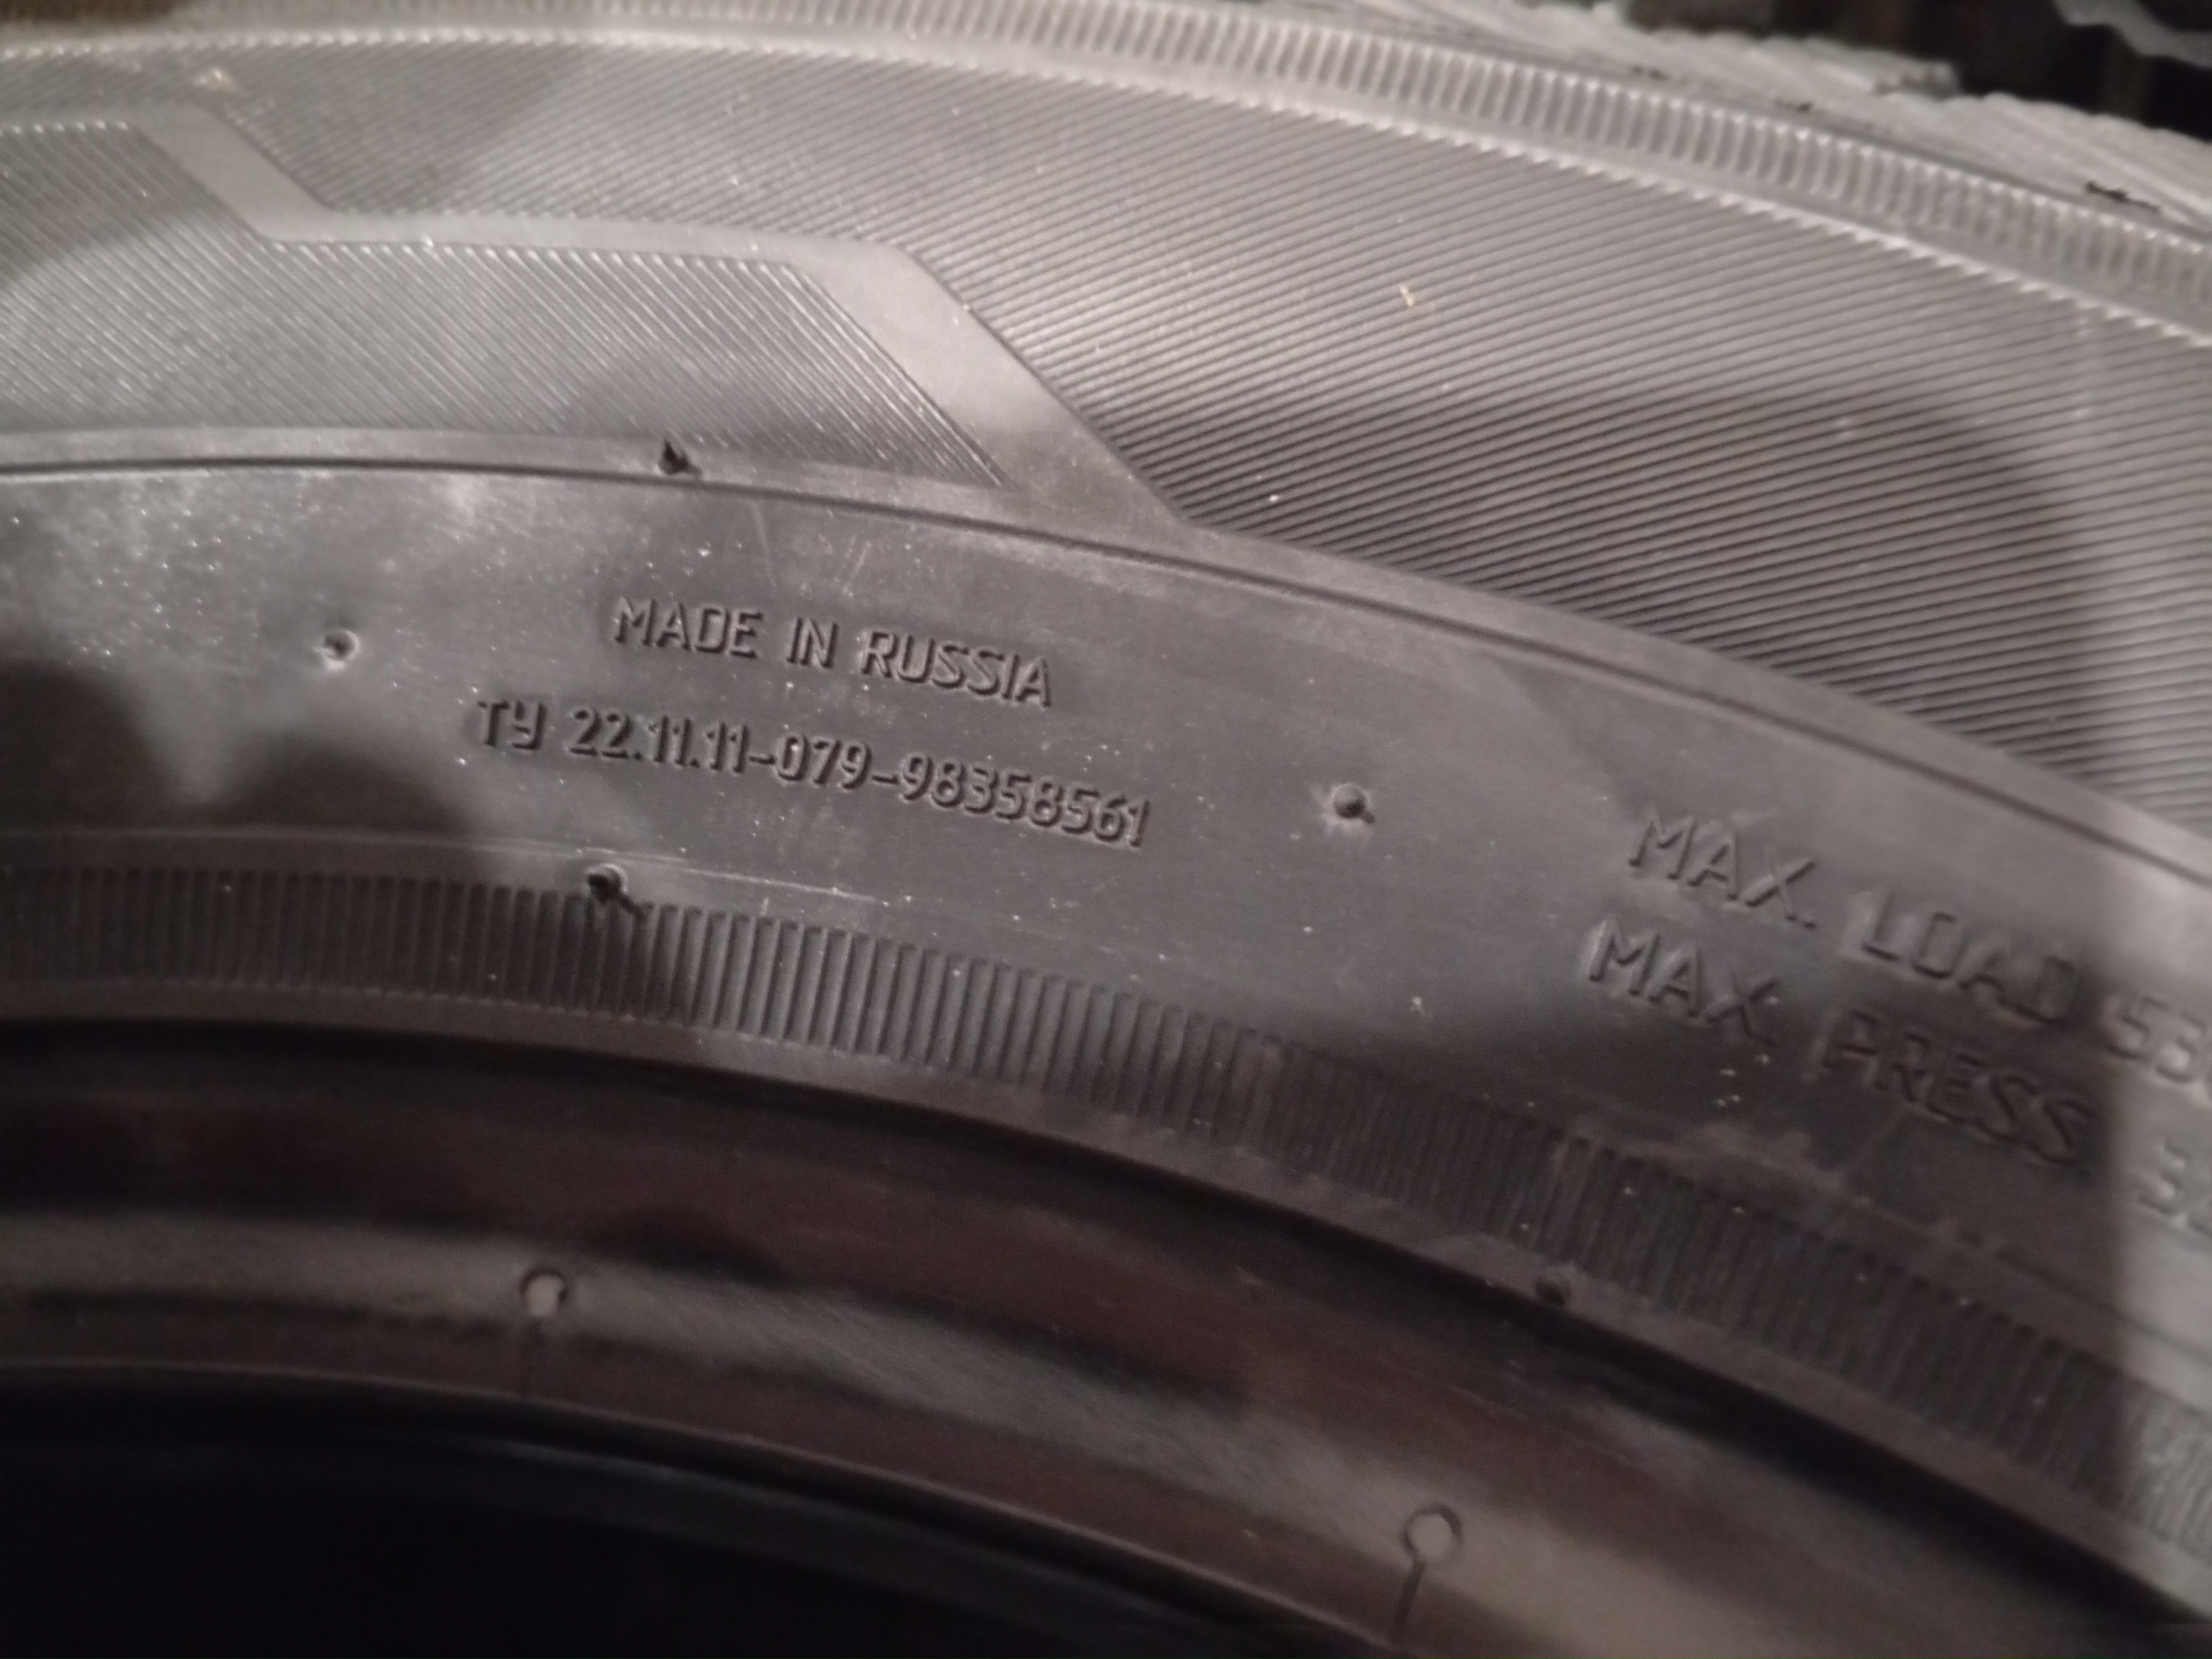 MADE IN RUSSIA
ТУ 22.11.11-079-98358561
MAX. LOAD
MAX. PRESS.